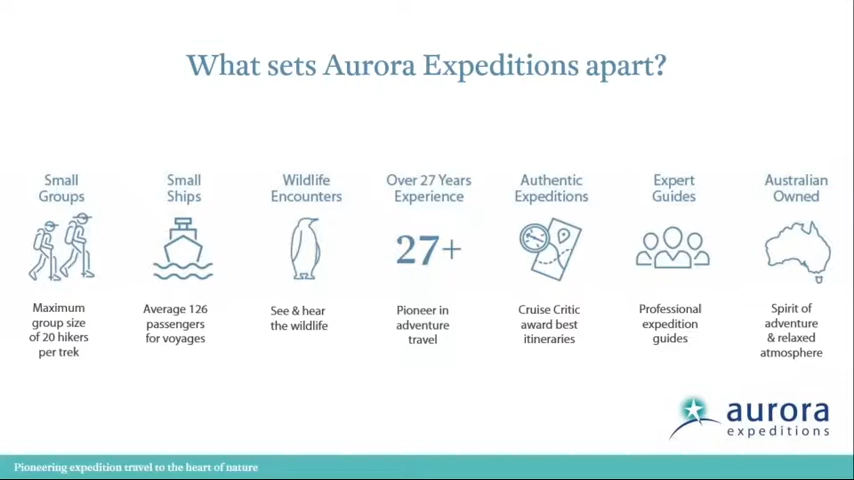 What sets Aurora Expeditions apart?
Small
Groups
Maximum
group size
of 20 hikers
per trek
Small
Ships
Average 126
passengers
for voyages
Wildlife
Encounters
See & hear
the wildlife
Over 27 Years
Experience
27+
Pioneer in
adventure
travel
Authentic
Expeditions
Cruise Critic
award best
itineraries
Expert
Guides
Professional
expedition
guides
Australian
Owned
Spirit of
adventure
& relaxed
atmosphere
aurora
expeditions
Pioneering expedition travel to the heart of nature